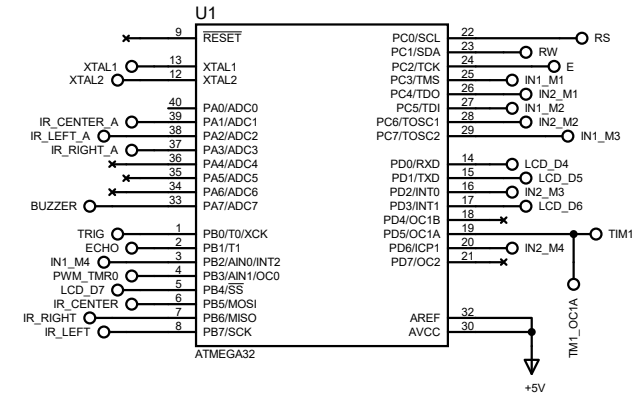 U1
9 RESET PC0/SCL 22 RS
PC1/SDA 23 RW
XTAL1 13 XTAL1 PC2/TCK 24 E
XTAL2 12 XTAL2 PC3/TMS 25 IN1_M1
PC4/TDO 26 IN2_M1
40 PA0/ADC0 PC5/TDI 27 IN1_M2
IR_CENTER_A 39 PA1/ADC1 PC6/TOSC1 28 IN2_M2
IR_LEFT_A 38 PA2/ADC2 PC7/TOSC2 29 IN1_M3
IR_RIGHT_A 37 PA3/ADC3
36 PA4/ADC4 PD0/RXD 14 LCD_D4
35 PA5/ADC5 PD1/TXD 15 LCD_D5
34 PA6/ADC6 PD2/INT0 16 IN2_M3
BUZZER 33 PA7/ADC7 PD3/INT1 17 LCD_D6
PD4/OC1B 18
TRIG 1 PB0/T0/XCK PD5/OC1A 19 TIM1
ECHO 2 PB1/T1 PD6/ICP1 20 IN2_M4
IN1_M4 3 PB2/AIN0/INT2 PD7/OC2 21
PWM_TMR0 4 PB3/AIN1/OC0
LCD_D7 5 PB4/SS
IR_CENTER 6 PB5/MOSI
IR_RIGHT 7 PB6/MISO AREF 32
IR_LEFT 8 PB7/SCK AVCC 30
TM1_OC1A
ATMEGA32
+5V